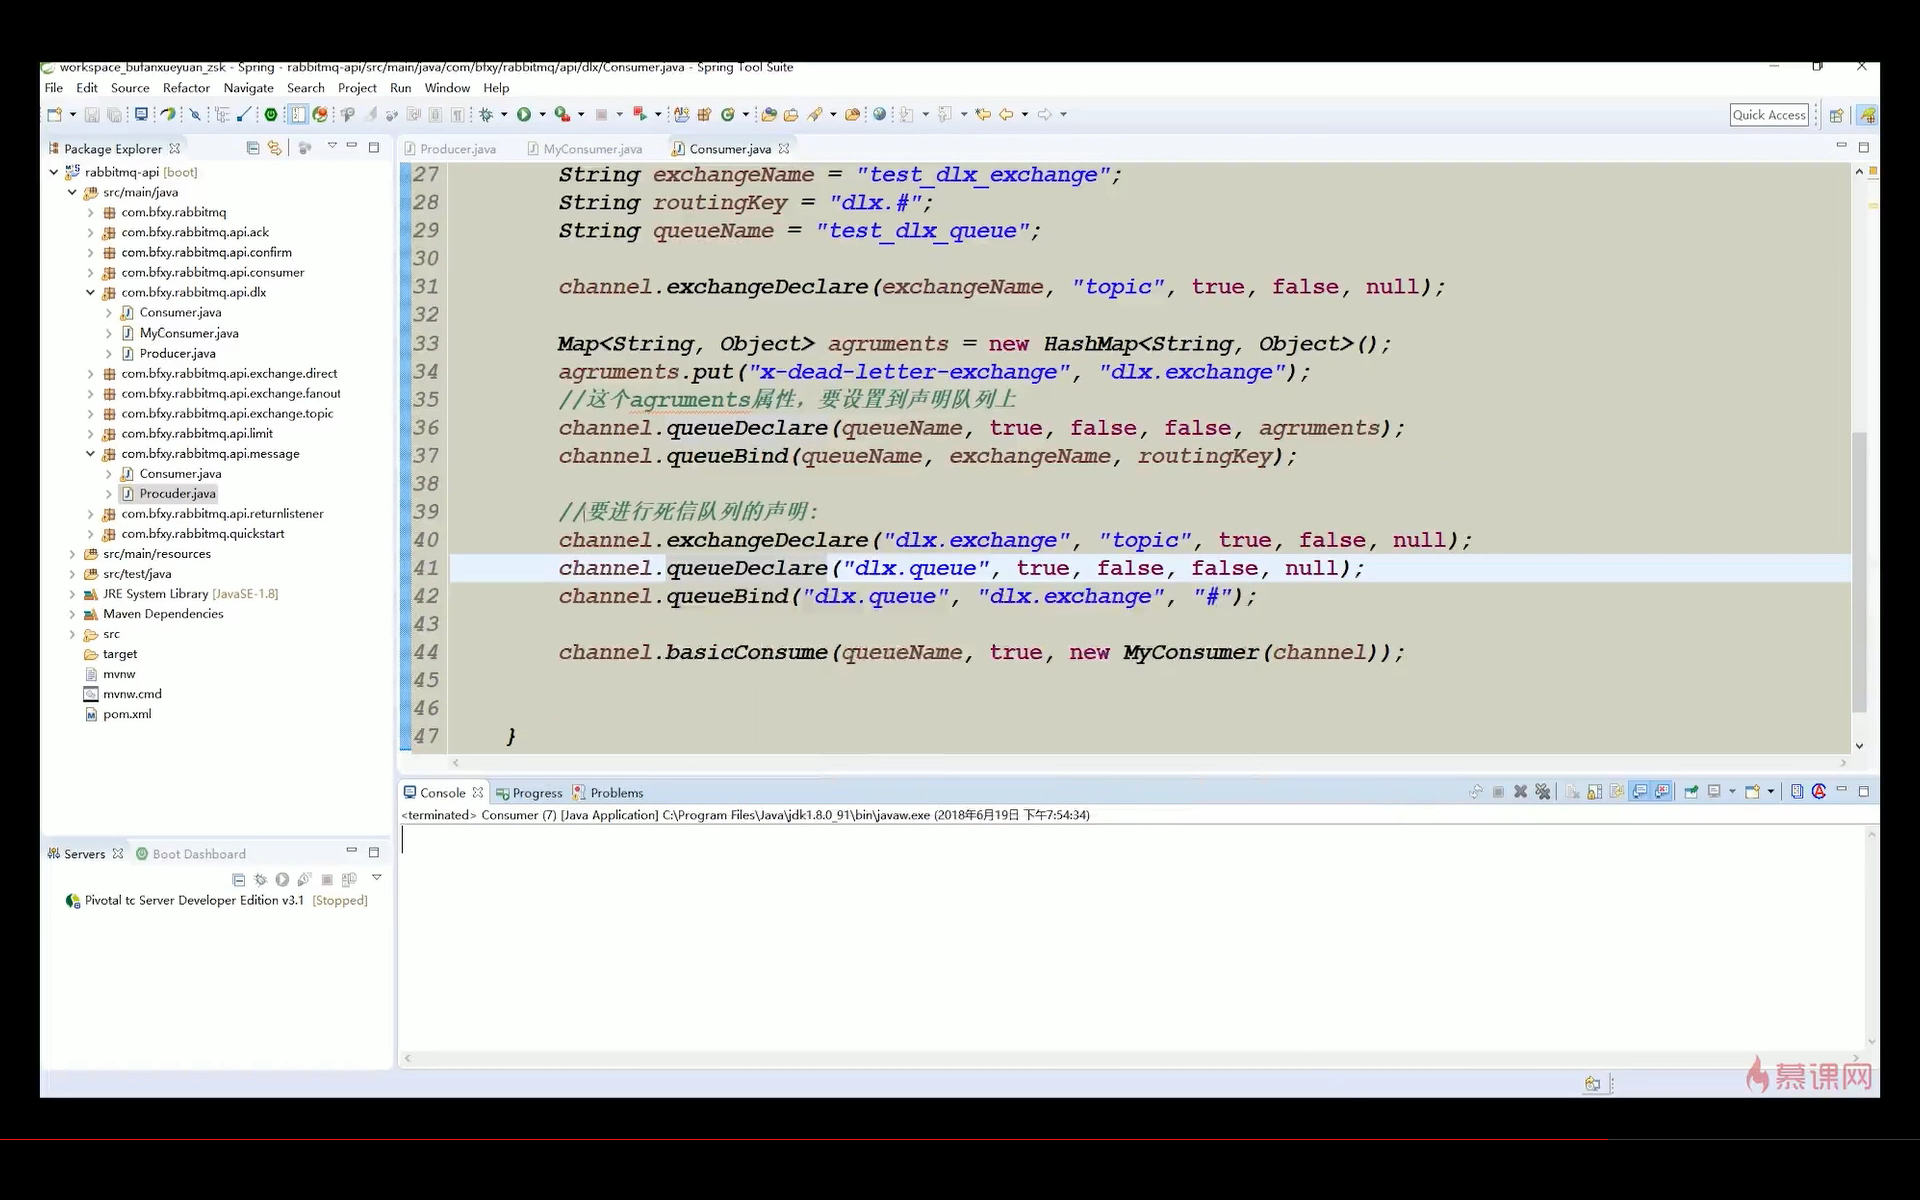 workspace_bufanxueyuan_zsk - Spring - rabbitmq-api/src/main/java/com/bfxy/rabbitmq/api/dlx/Consumer.java - Spring Tool Suite
File Edit Source Refactor Navigate Search Project Run Window Help
Quick Access
Package Explorer
rabbitmq-api [boot]
src/main/java
com.bfxy.rabbitmq
com.bfxy.rabbitmq.api.ack
com.bfxy.rabbitmq.api.confirm
com.bfxy.rabbitmq.api.consumer
com.bfxy.rabbitmq.api.dlx
Consumer.java
MyConsumer.java
Producer.java
com.bfxy.rabbitmq.api.exchange.direct
com.bfxy.rabbitmq.api.exchange.fanout
com.bfxy.rabbitmq.api.exchange.topic
com.bfxy.rabbitmq.api.limit
com.bfxy.rabbitmq.api.message
Consumer.java
Procuder.java
com.bfxy.rabbitmq.api.returnlistener
com.bfxy.rabbitmq.quickstart
src/main/resources
src/test/java
JRE System Library [JavaSE-1.8]
Maven Dependencies
src
target
mvnw
mvnw.cmd
pom.xml
Servers Boot Dashboard
Pivotal tc Server Developer Edition v3.1 [Stopped]
Producer.java MyConsumer.java Consumer.java
27 String exchangeName = "test_dlx_exchange";
28 String routingKey = "dlx.#";
29 String queueName = "test_dlx_queue";
30
31 channel.exchangeDeclare(exchangeName, "topic", true, false, null);
32
33 Map<String, Object> agruments = new HashMap<String, Object>();
34 agruments.put("x-dead-letter-exchange", "dlx.exchange");
35 //这个agruments属性，要设置到声明队列上
36 channel.queueDeclare(queueName, true, false, false, agruments);
37 channel.queueBind(queueName, exchangeName, routingKey);
38
39 //要进行死信队列的声明:
40 channel.exchangeDeclare("dlx.exchange", "topic", true, false, null);
41 channel.queueDeclare("dlx.queue", true, false, false, null);
42 channel.queueBind("dlx.queue", "dlx.exchange", "#");
43
44 channel.basicConsume(queueName, true, new MyConsumer(channel));
45
46
47 }
Console Progress Problems
<terminated> Consumer (7) [Java Application] C:\Program Files\Java\jdk1.8.0_91\bin\javaw.exe (2018年6月19日 下午7:54:34)
慕课网